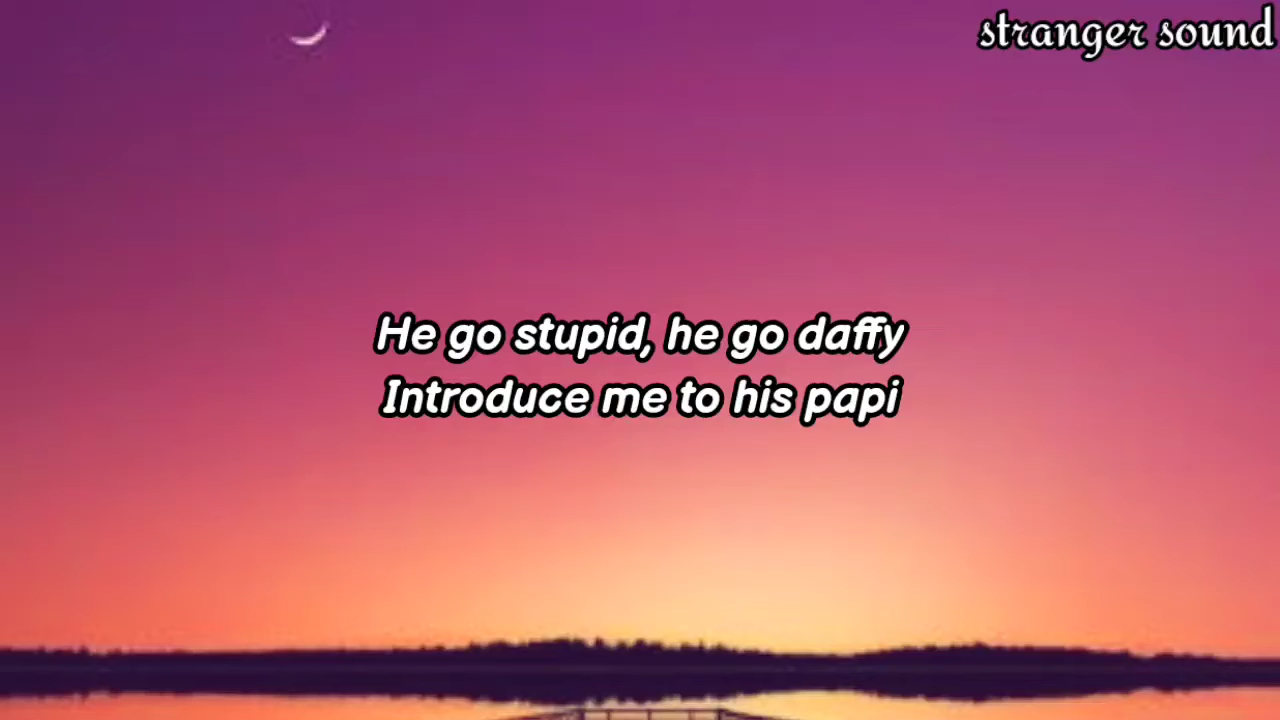 stranger sound
He go stupid, he go daffy
Introduce me to his papi